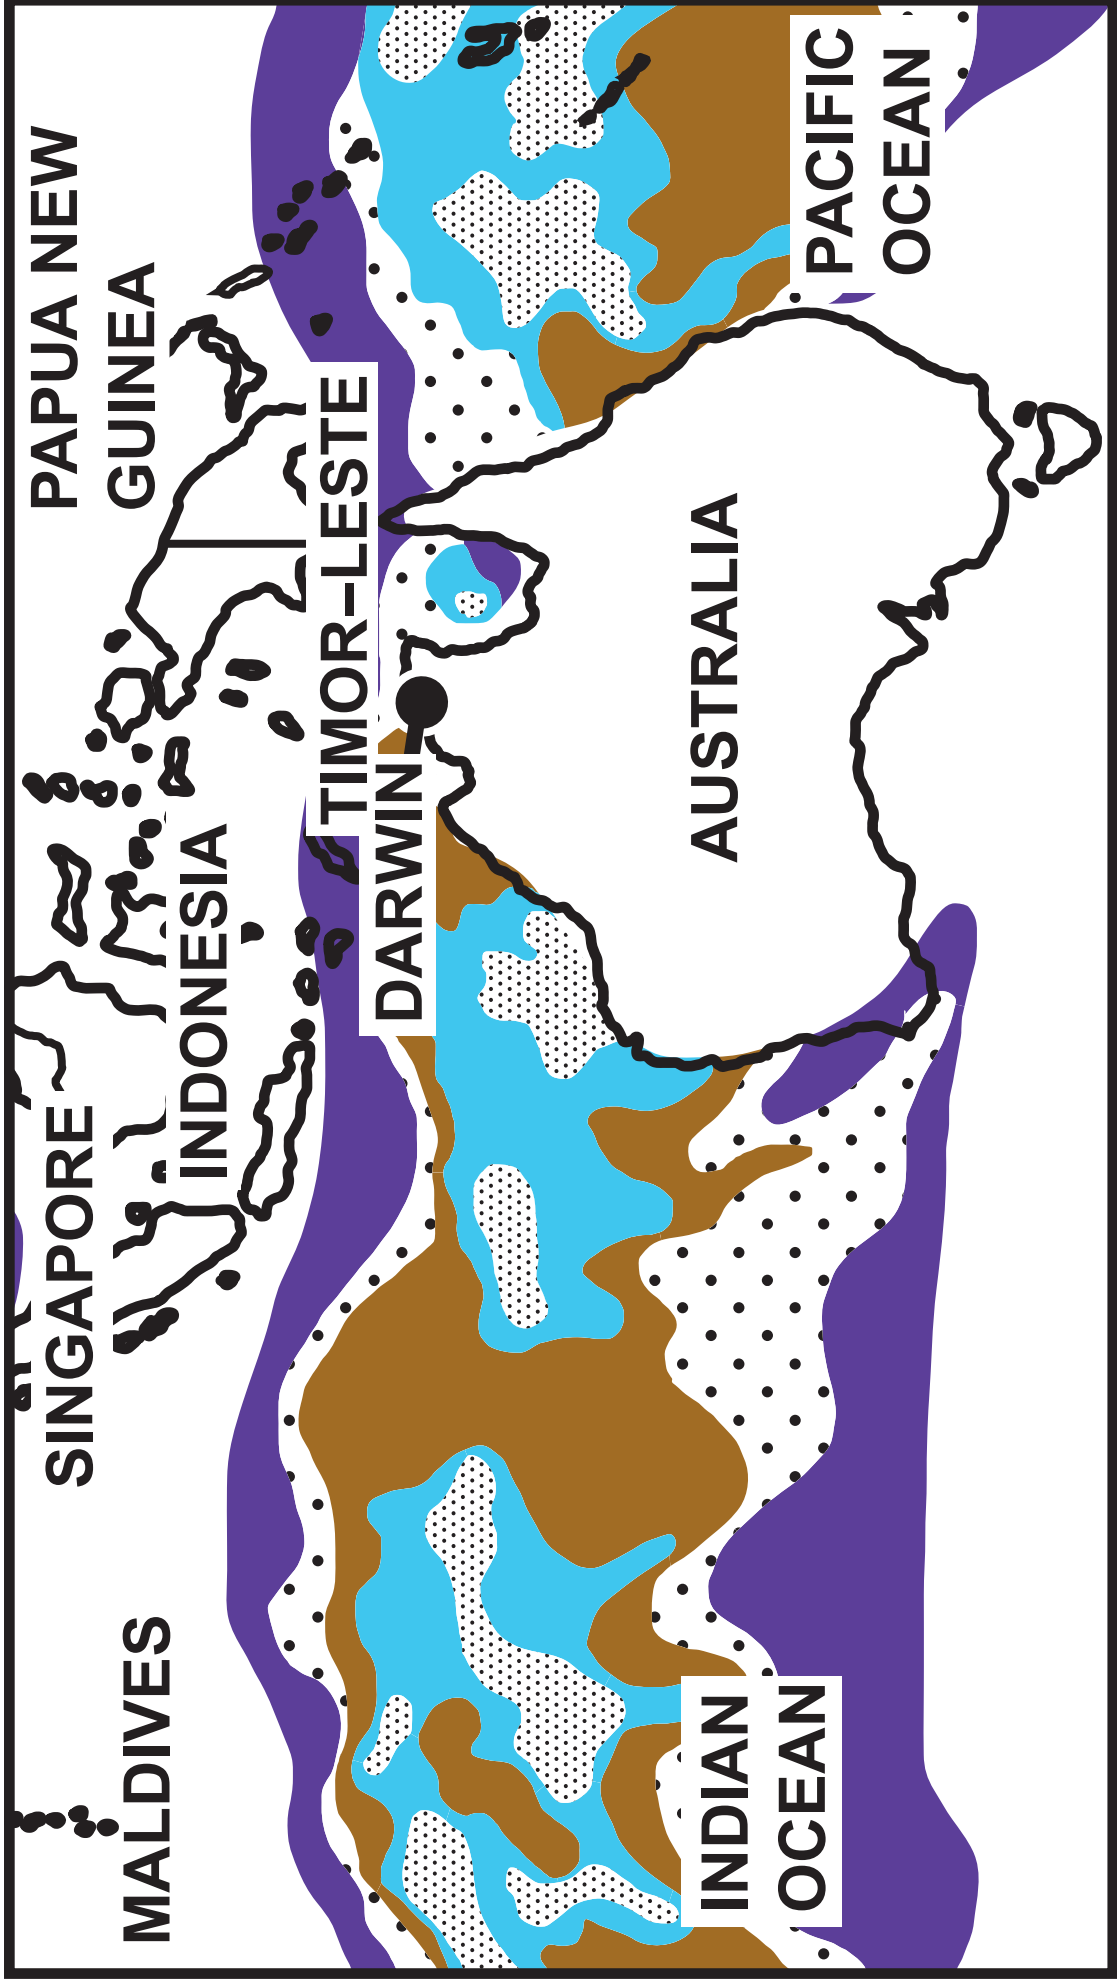 MALDIVES
SINGAPORE
INDONESIA
PAPUA NEW
GUINEA
TIMOR–LESTE
DARWIN
AUSTRALIA
INDIAN
OCEAN
PACIFIC
OCEAN